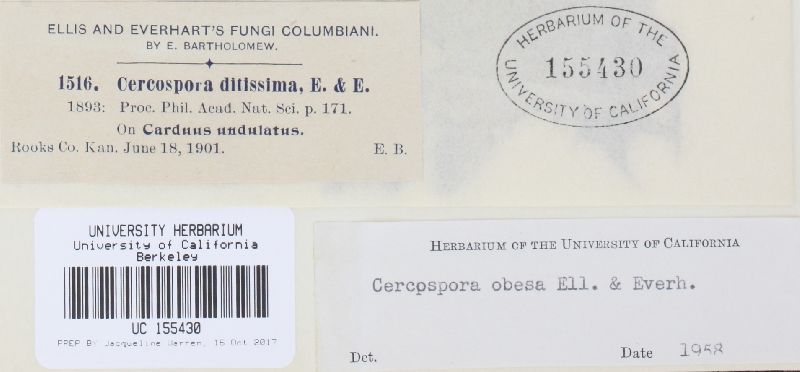 ELLIS AND EVERHART'S FUNGI COLUMBIANI.
BY E. BARTHOLOMEW.
1516. Cercospora ditissima, E. & E.
1893: Proc. Phil. Acad. Nat. Sci. p. 171.
On Carduus undulatus.
Rooks Co. Kan. June 18, 1901. E. B.
HERBARIUM OF THE
155430
UNIVERSITY OF CALIFORNIA
UNIVERSITY HERBARIUM
University of California
Berkeley
UC 155430
PREP By Jacqueline Warren, 16 Oct 2017
HERBARIUM OF THE UNIVERSITY OF CALIFORNIA
Cercospora obesa Ell. & Everh.
Det. Date 1958